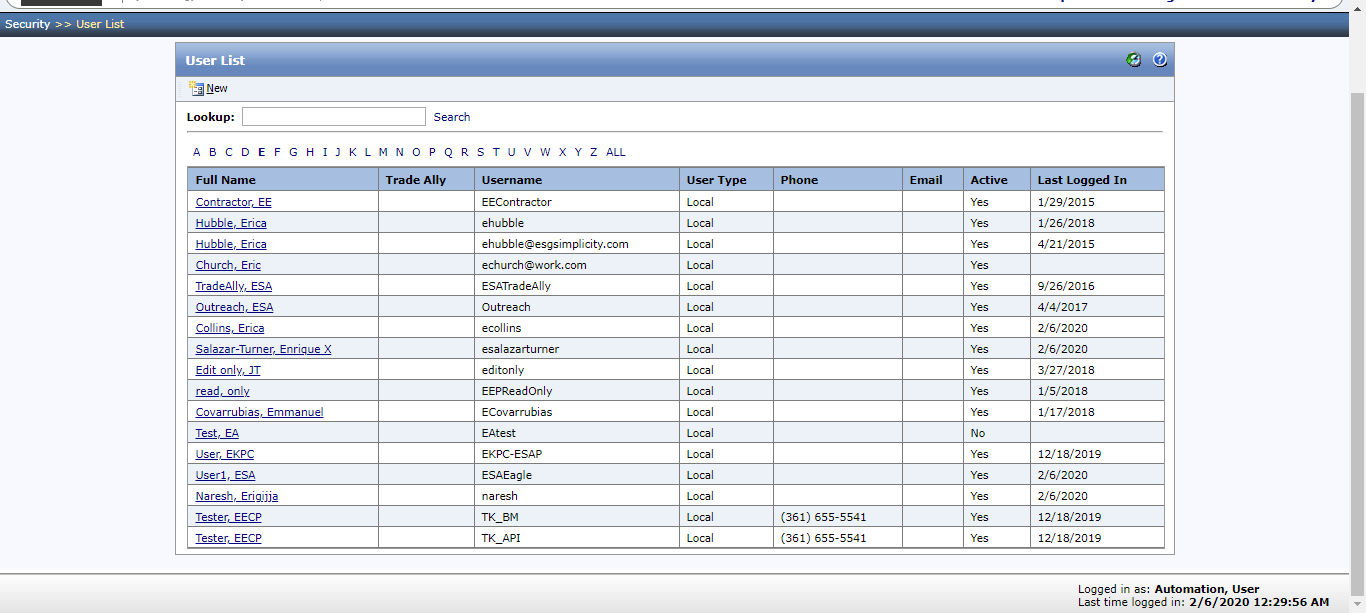 Security >> User List
User List
New
Lookup: Search
A B C D E F G H I J K L M N O P Q R S T U V W X Y Z ALL
Full Name Trade Ally Username User Type Phone Email Active Last Logged In
Contractor, EE EEContractor Local Yes 1/29/2015
Hubble, Erica ehubble Local Yes 1/26/2018
Hubble, Erica ehubble@esgsimplicity.com Local Yes 4/21/2015
Church, Eric echurch@work.com Local Yes
TradeAlly, ESA ESATradeAlly Local Yes 9/26/2016
Outreach, ESA Outreach Local Yes 4/4/2017
Collins, Erica ecollins Local Yes 2/6/2020
Salazar-Turner, Enrique X esalazarturner Local Yes 2/6/2020
Edit only, JT editonly Local Yes 3/27/2018
read, only EEPReadOnly Local Yes 1/5/2018
Covarrubias, Emmanuel ECovarrubias Local Yes 1/17/2018
Test, EA EAtest Local No
User, EKPC EKPC-ESAP Local Yes 12/18/2019
User1, ESA ESAEagle Local Yes 2/6/2020
Naresh, Erigijja naresh Local Yes 2/6/2020
Tester, EECP TK_BM Local (361) 655-5541 Yes 12/18/2019
Tester, EECP TK_API Local (361) 655-5541 Yes 12/18/2019
Logged in as: Automation, User
Last time logged in: 2/6/2020 12:29:56 AM